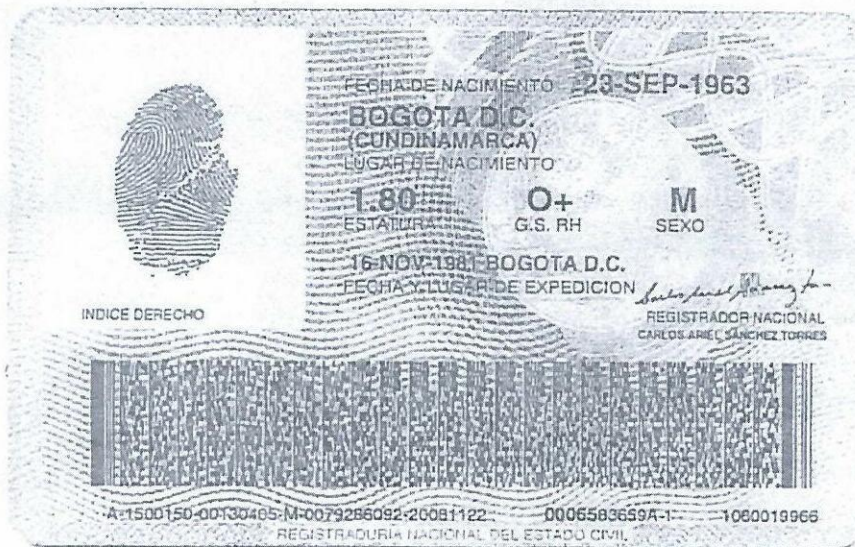 FECHA DE NACIMIENTO 23-SEP-1963
BOGOTA D.C.
(CUNDINAMARCA)
LUGAR DE NACIMIENTO
1.80 O+ M
ESTATURA G.S. RH SEXO
16-NOV-1981 BOGOTA D.C.
FECHA Y LUGAR DE EXPEDICION
INDICE DERECHO
REGISTRADOR NACIONAL
CARLOS ARIEL SANCHEZ TORRES
A-1500150-00130405-M-0079286092-20081122 0006583659A-1 1060019966
REGISTRADURIA NACIONAL DEL ESTADO CIVIL